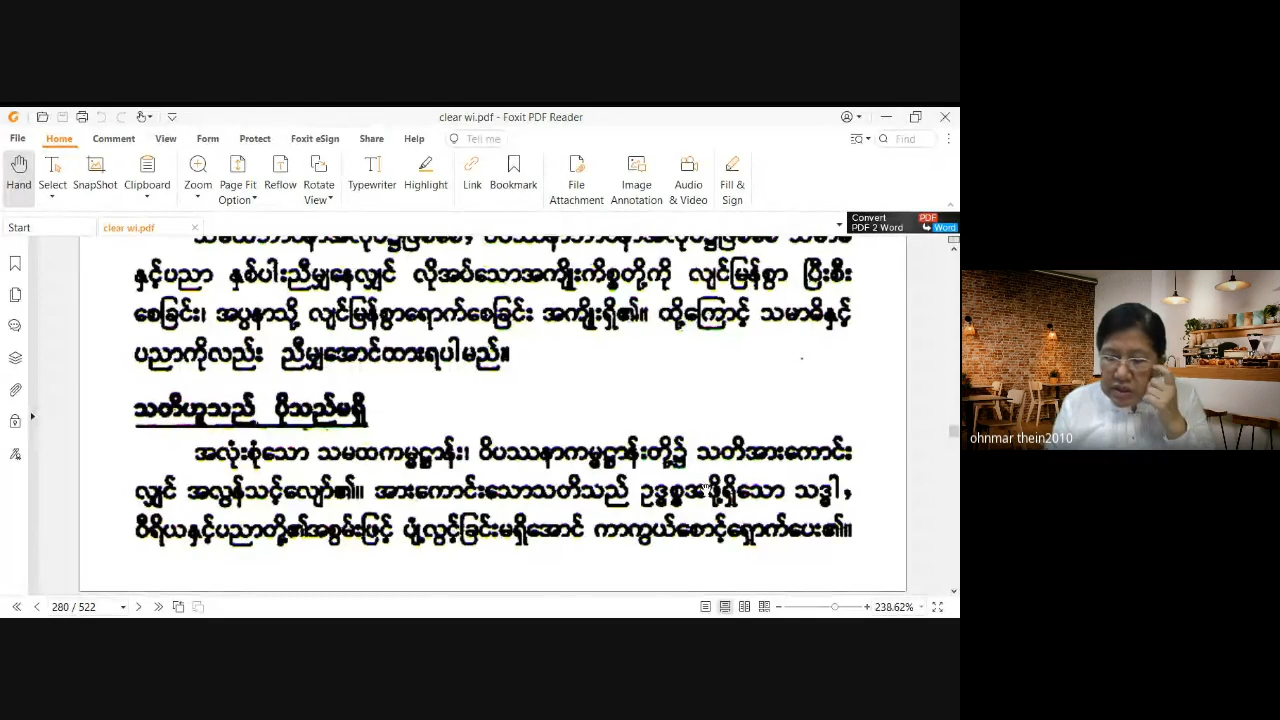 clear wi.pdf - Foxit PDF Reader
File Home Comment View Form Protect Foxit eSign Share Help Tell me Find
Hand Select SnapShot Clipboard Zoom Page Fit Option Reflow Rotate View Typewriter Highlight Link Bookmark File Attachment Image Annotation Audio & Video Fill & Sign
Start clear wi.pdf Convert PDF
PDF 2 Word Word
နှင့်ပညာ နှစ်ပါးညီမျှနေလျှင် လိုအပ်သောအကျိုးကိစ္စတို့ကို လျင်မြန်စွာ ပြီးစီး
စေခြင်း၊ အပ္ပနာသို့ လျင်မြန်စွာရောက်စေခြင်း အကျိုးရှိ၏။ ထို့ကြောင့် သမာဓိနှင့်
ပညာကိုလည်း ညီမျှအောင်ထားရပါမည်။
သတိဟူသည် ပိုသည်မရှိ
အလုံးစုံသော သမထကမ္မဋ္ဌာန်း၊ ဝိပဿနာကမ္မဋ္ဌာန်းတို့၌ သတိအားကောင်း
လျှင် အလွန်သင့်လျော်၏။ အားကောင်းသောသတိသည် ဥဒ္ဓစ္စအဖို့ရှိသော သဒ္ဓါ,
ဝီရိယနှင့်ပညာတို့၏အစွမ်းဖြင့် ပျံ့လွင့်ခြင်းမရှိအောင် ကာကွယ်စောင့်ရှောက်ပေး၏။
280 / 522 238.62%
ohnmar thein2010